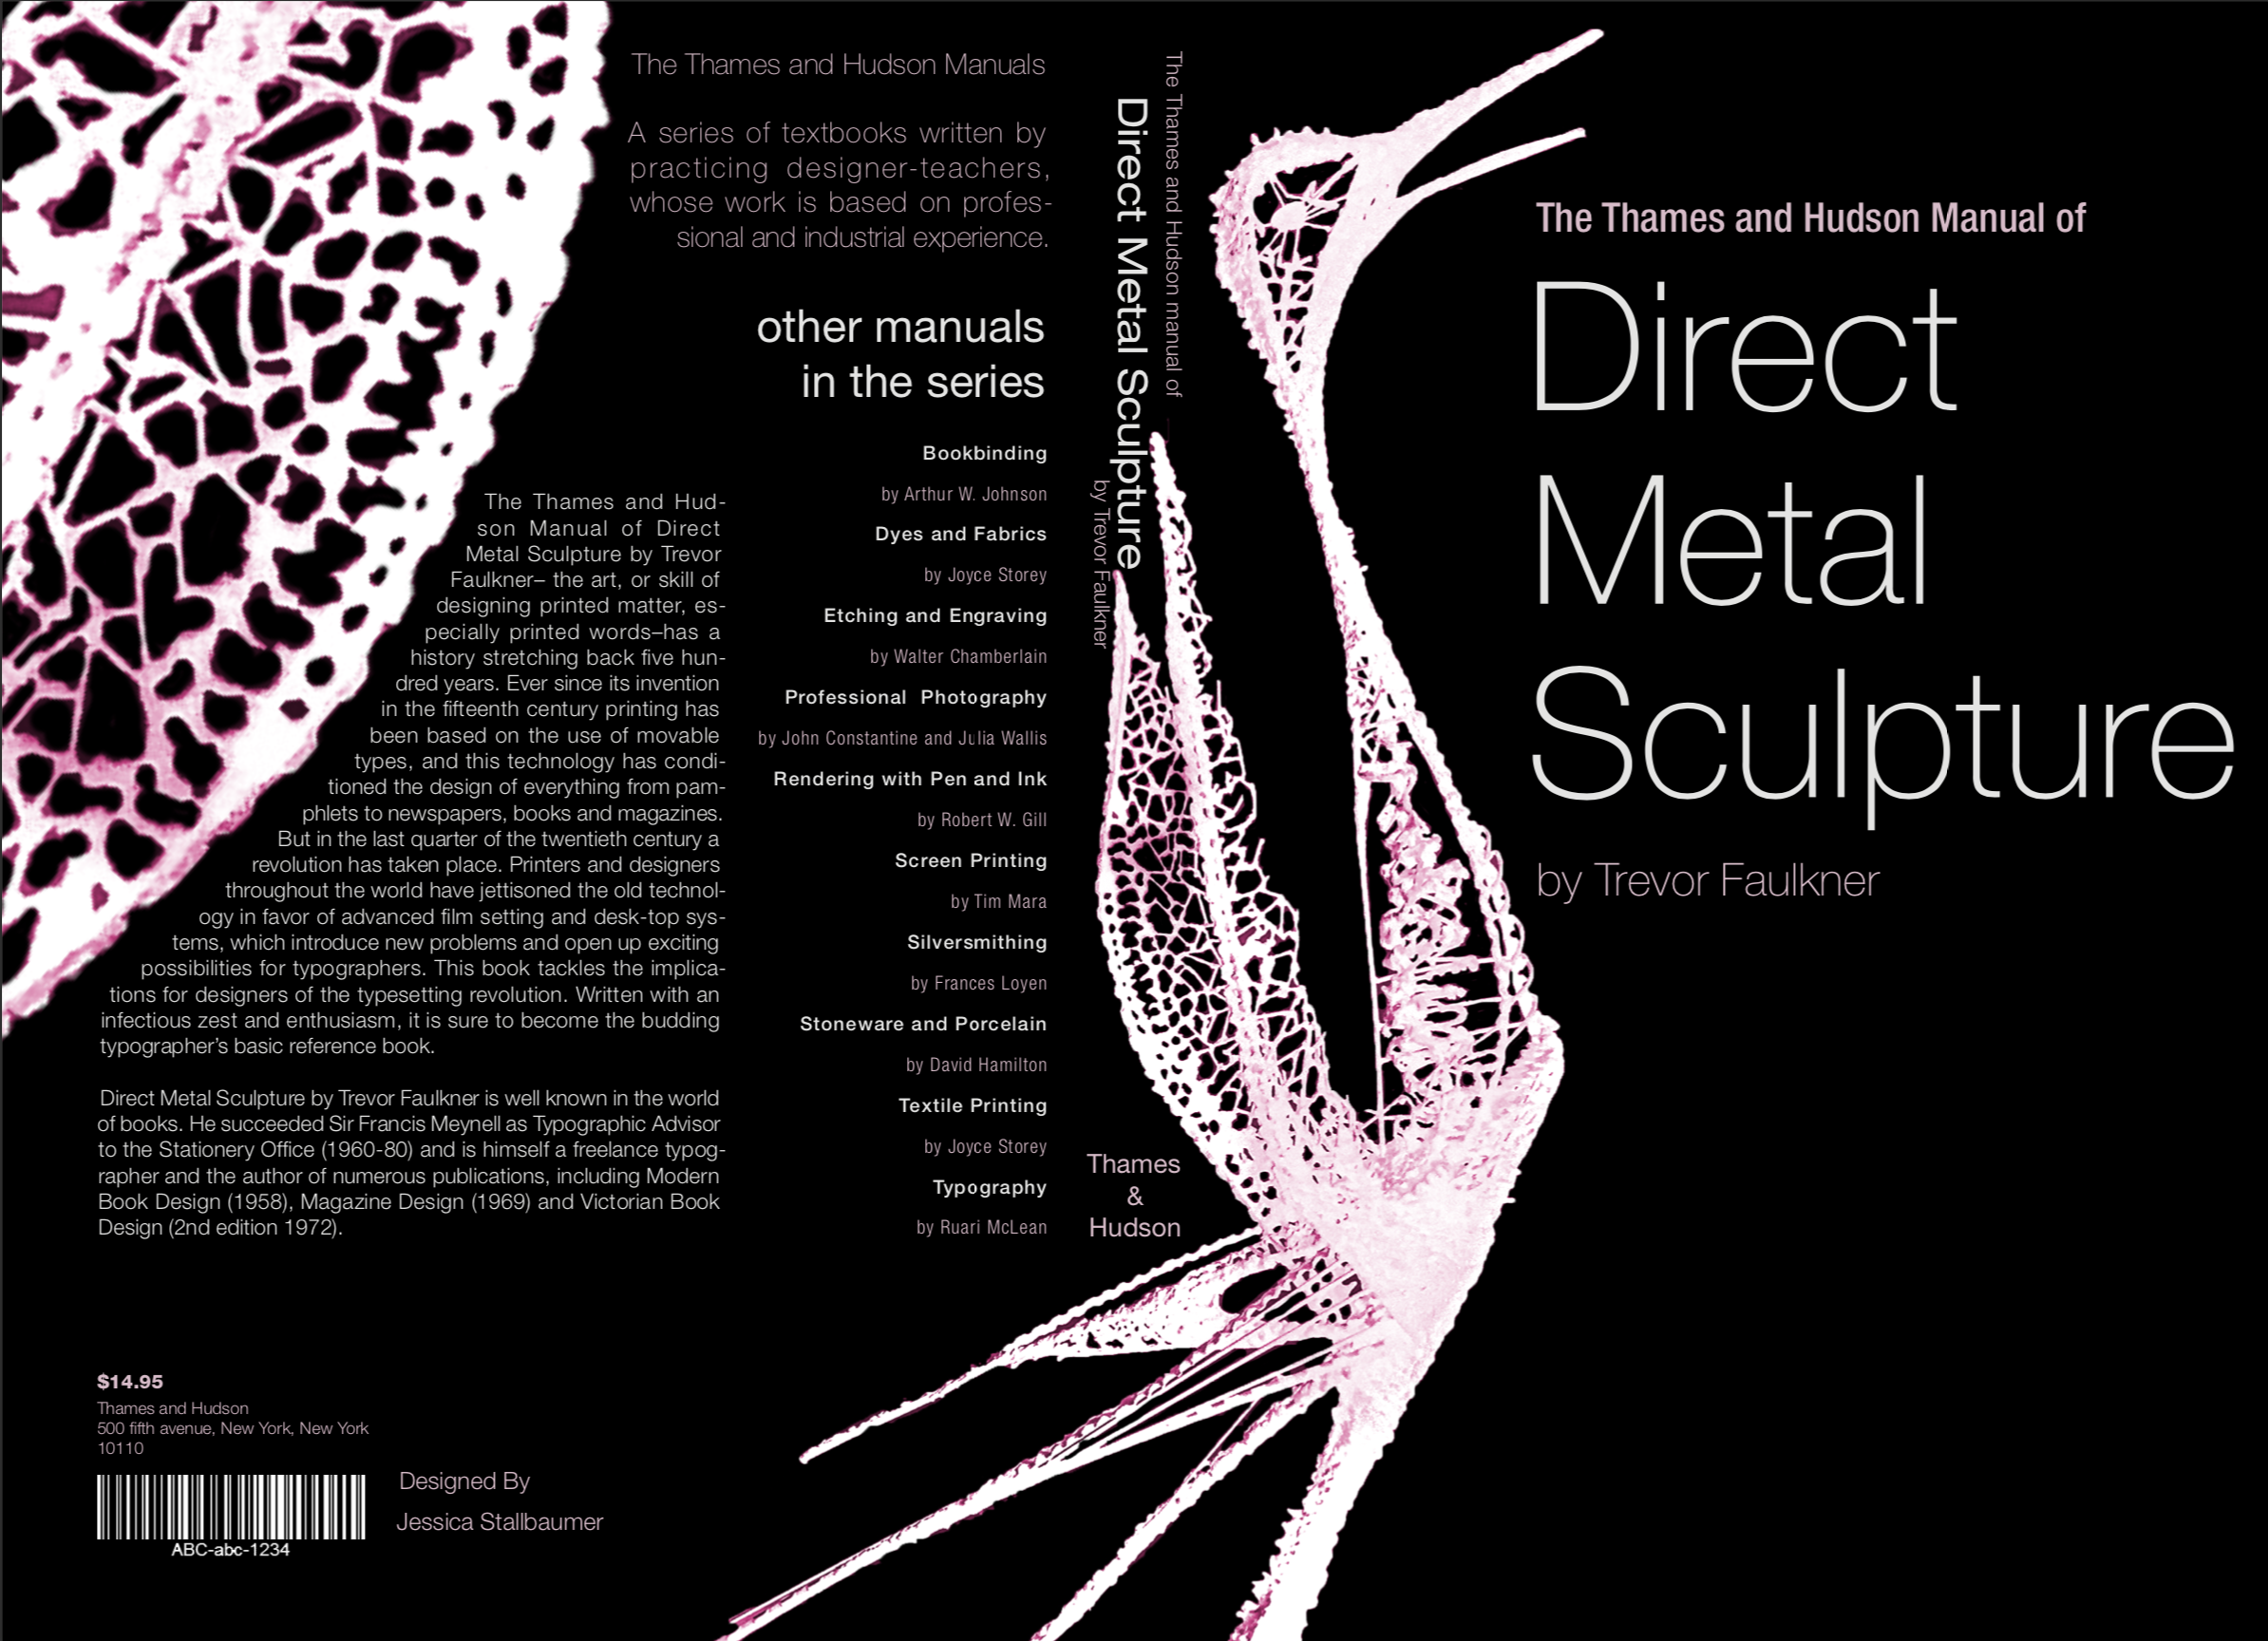 The Thames and Hudson Manuals
A series of textbooks written by
practicing designer-teachers,
whose work is based on profes-
sional and industrial experience.
other manuals
in the series
Bookbinding
by Arthur W. Johnson
Dyes and Fabrics
by Joyce Storey
Etching and Engraving
by Walter Chamberlain
Professional Photography
by John Constantine and Julia Wallis
Rendering with Pen and Ink
by Robert W. Gill
Screen Printing
by Tim Mara
Silversmithing
by Frances Loyen
Stoneware and Porcelain
by David Hamilton
Textile Printing
by Joyce Storey
Typography
by Ruari McLean
The Thames and Hud-
son Manual of Direct
Metal Sculpture by Trevor
Faulkner– the art, or skill of
designing printed matter, es-
pecially printed words–has a
history stretching back five hun-
dred years. Ever since its invention
in the fifteenth century printing has
been based on the use of movable
types, and this technology has condi-
tioned the design of everything from pam-
phlets to newspapers, books and magazines.
But in the last quarter of the twentieth century a
revolution has taken place. Printers and designers
throughout the world have jettisoned the old technol-
ogy in favor of advanced film setting and desk-top sys-
tems, which introduce new problems and open up exciting
possibilities for typographers. This book tackles the implica-
tions for designers of the typesetting revolution. Written with an
infectious zest and enthusiasm, it is sure to become the budding
typographer's basic reference book.
Direct Metal Sculpture by Trevor Faulkner is well known in the world
of books. He succeeded Sir Francis Meynell as Typographic Advisor
to the Stationery Office (1960-80) and is himself a freelance typog-
rapher and the author of numerous publications, including Modern
Book Design (1958), Magazine Design (1969) and Victorian Book
Design (2nd edition 1972).
$14.95
Thames and Hudson
500 fifth avenue, New York, New York
10110
ABC-abc-1234
Designed By
Jessica Stallbaumer
The Thames and Hudson manual of
Direct Metal Sculpture
by Trevor Faulkner
Thames
&
Hudson
The Thames and Hudson Manual of
Direct
Metal
Sculpture
by Trevor Faulkner